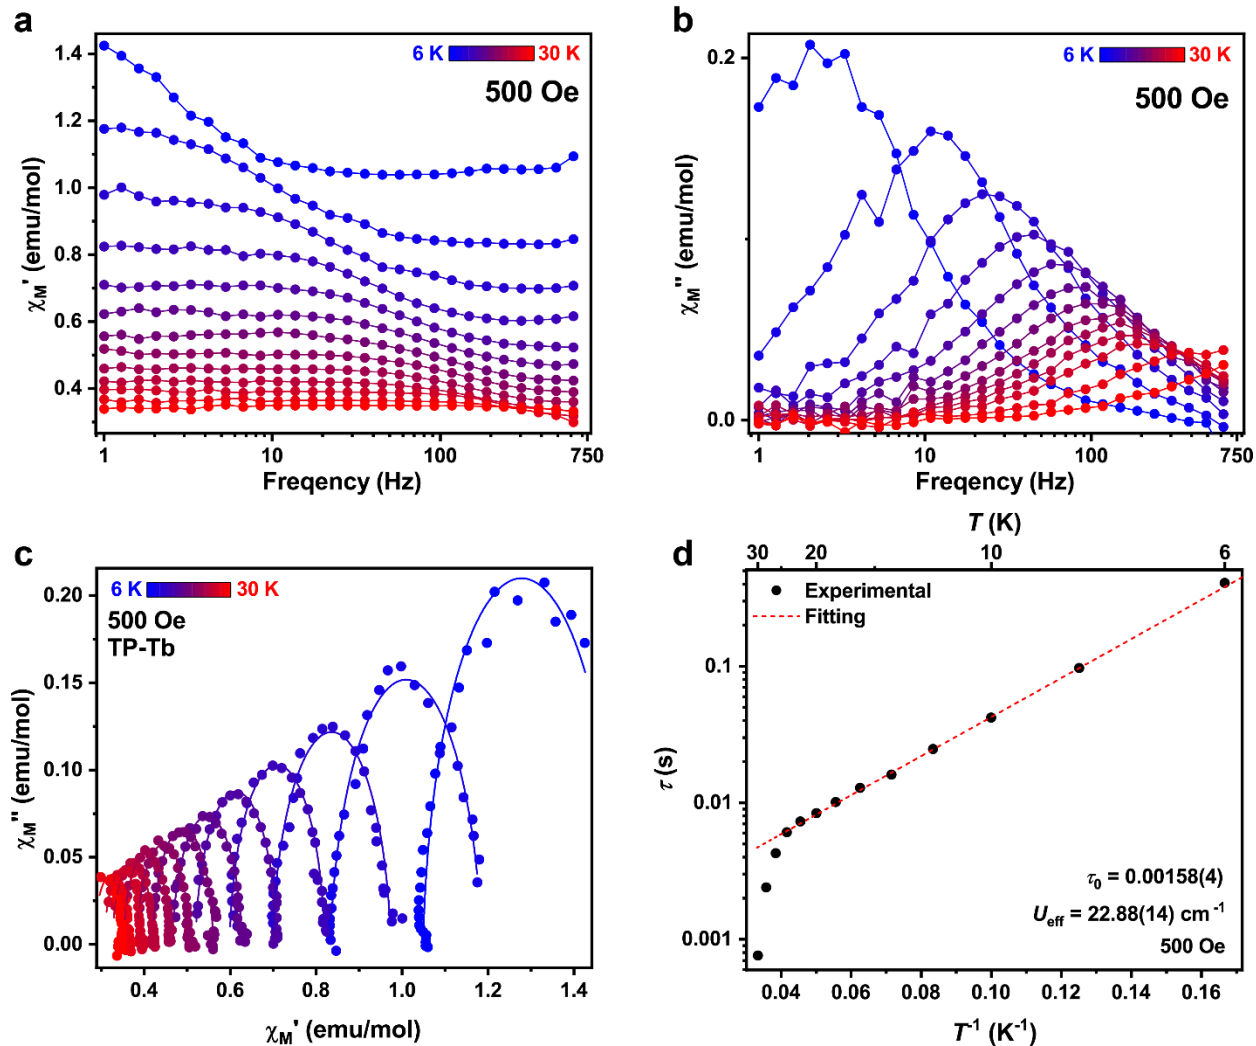 a
1.4
1.2
1.0
0.8
0.6
0.4
1
10
100
750
χM' (emu/mol)
Freqency (Hz)
6 K 30 K
500 Oe
b
0.2
0.0
1
10
100
750
χM'' (emu/mol)
Freqency (Hz)
6 K 30 K
500 Oe
c
0.20
0.15
0.10
0.05
0.00
0.4
0.6
0.8
1.0
1.2
1.4
χM'' (emu/mol)
χM' (emu/mol)
6 K 30 K
500 Oe
TP-Tb
d
T (K)
30 20 10 6
0.1
0.01
0.001
0.04 0.06 0.08 0.10 0.12 0.14 0.16
τ (s)
T-1 (K-1)
Experimental
Fitting
τ0 = 0.00158(4)
Ueff = 22.88(14) cm-1
500 Oe